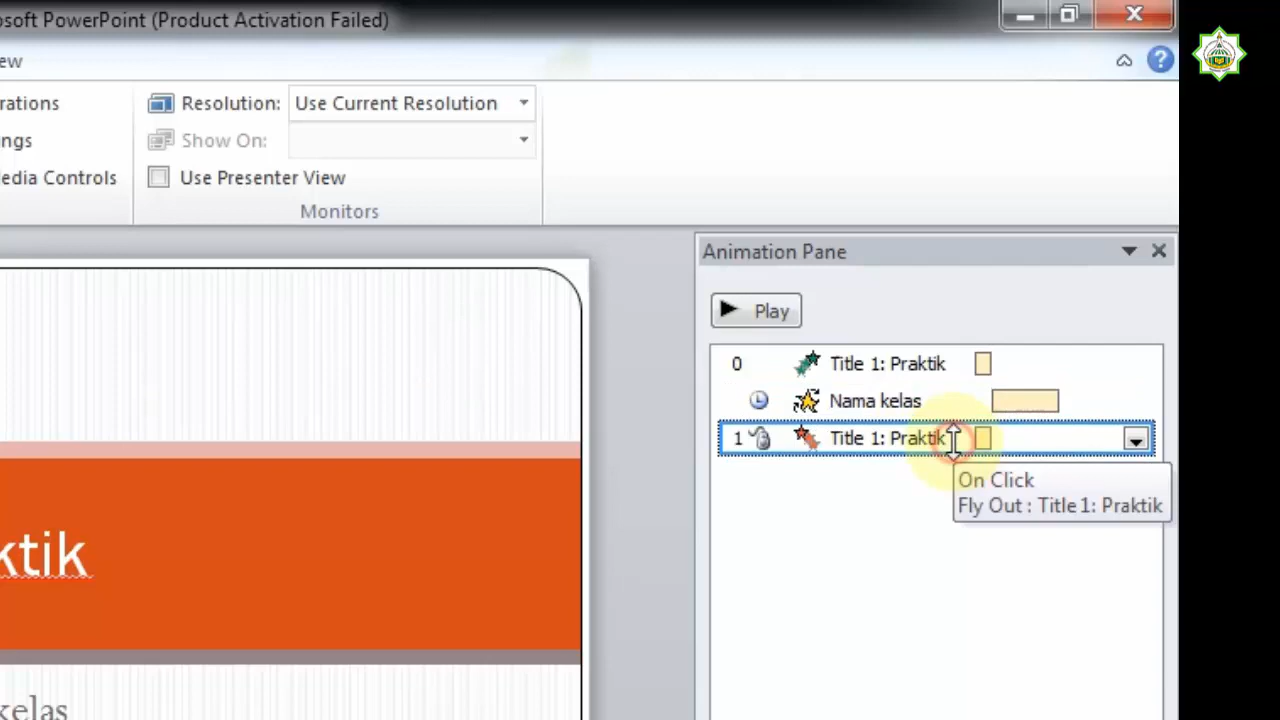 osoft PowerPoint (Product Activation Failed)
ew
rations
Resolution: Use Current Resolution
ngs
Show On:
Media Controls
Use Presenter View
Monitors
Animation Pane
Play
0 Title 1: Praktik
Nama kelas
1 Title 1: Praktik
On Click
Fly Out : Title 1: Praktik
ktik
kelas